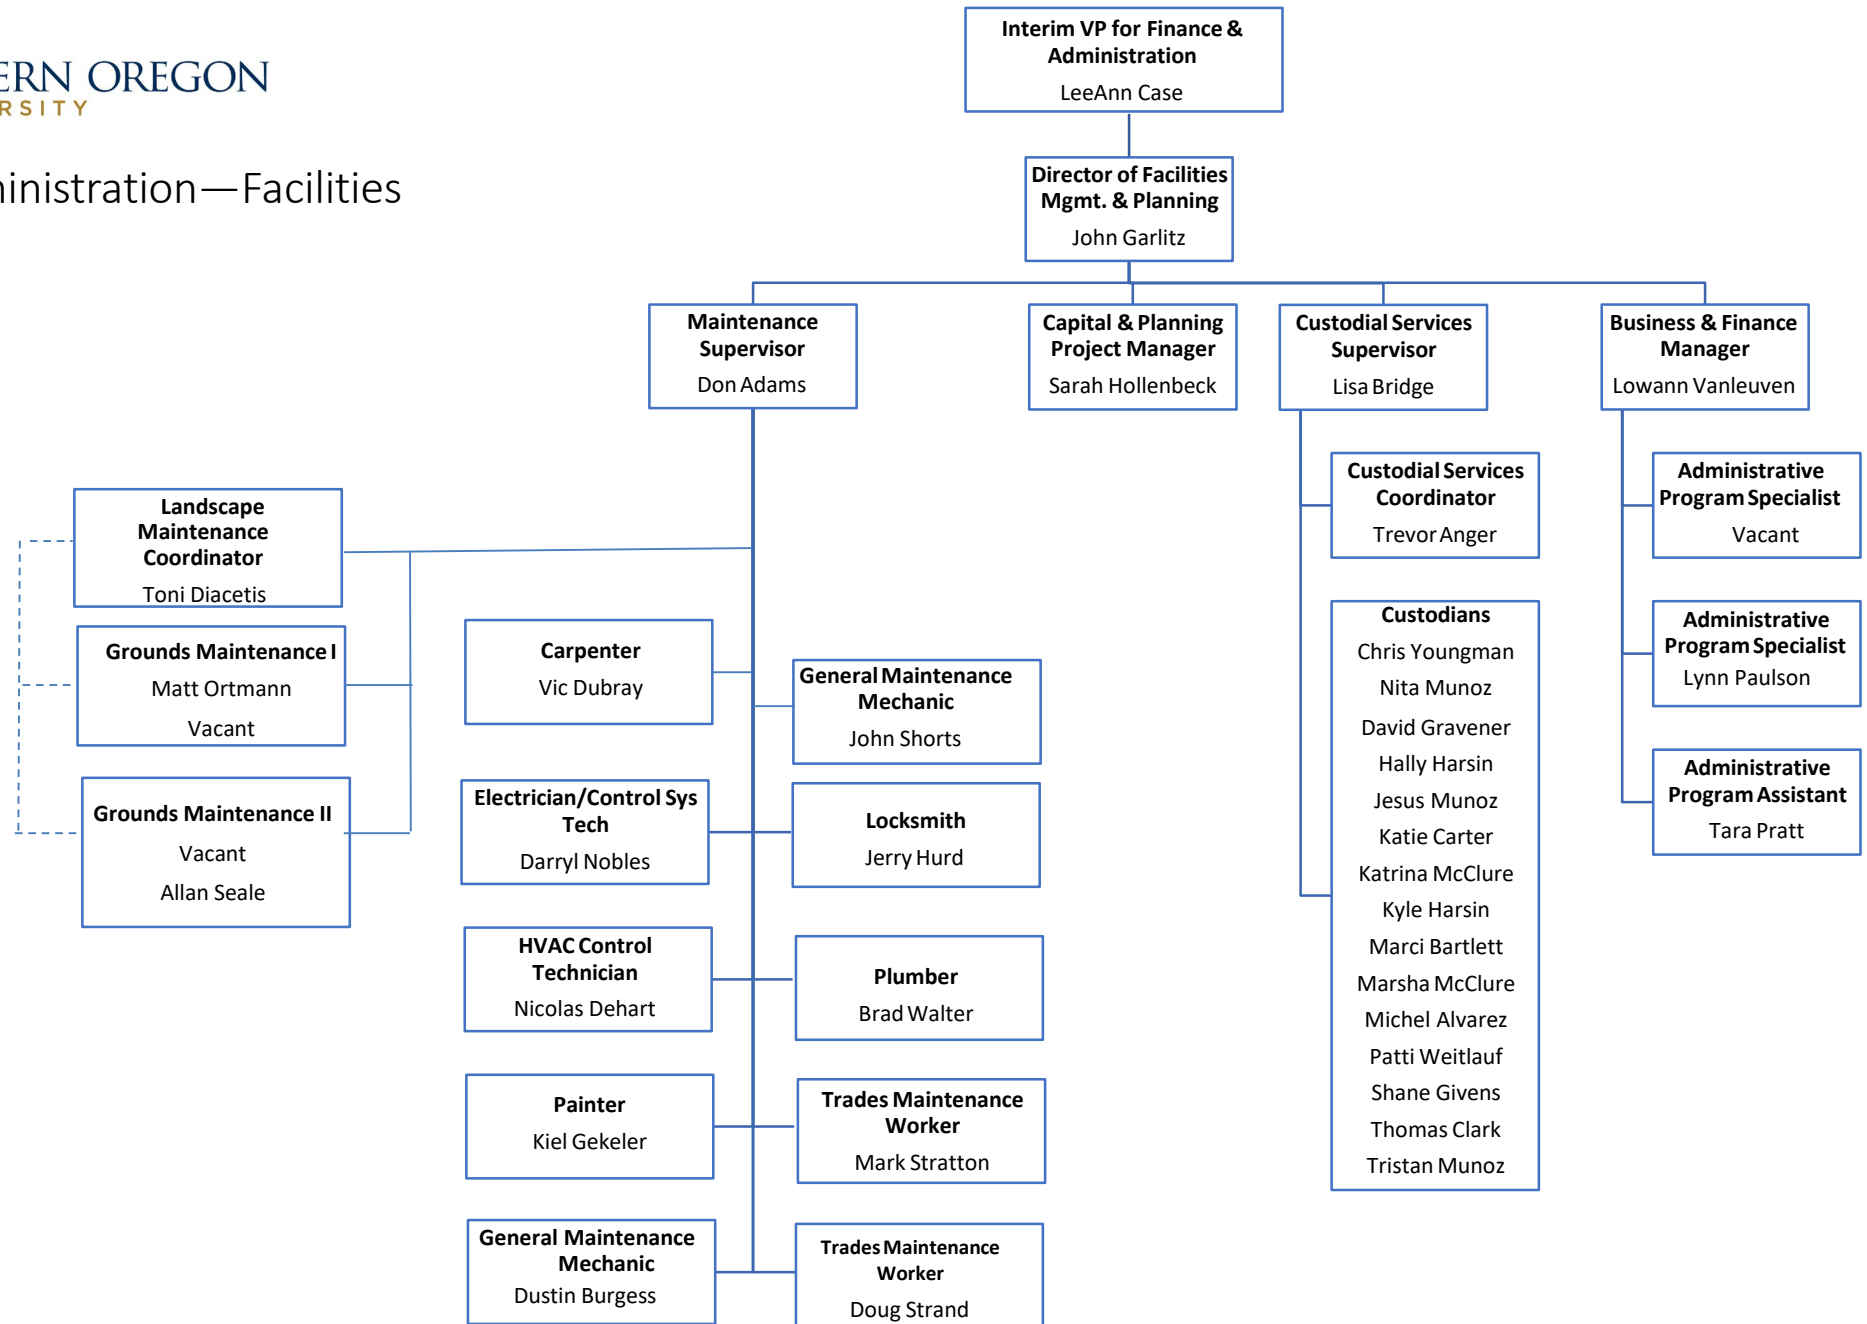 ERN OREGON
RSITY
ministration—Facilities
Interim VP for Finance &
Administration
LeeAnn Case
Director of Facilities
Mgmt. & Planning
John Garlitz
Maintenance
Supervisor
Don Adams
Capital & Planning
Project Manager
Sarah Hollenbeck
Custodial Services
Supervisor
Lisa Bridge
Business & Finance
Manager
Lowann Vanleuven
Landscape
Maintenance
Coordinator
Toni Diacetis
Grounds Maintenance I
Matt Ortmann
Vacant
Grounds Maintenance II
Vacant
Allan Seale
Carpenter
Vic Dubray
General Maintenance
Mechanic
John Shorts
Electrician/Control Sys
Tech
Darryl Nobles
Locksmith
Jerry Hurd
HVAC Control
Technician
Nicolas Dehart
Plumber
Brad Walter
Painter
Kiel Gekeler
Trades Maintenance
Worker
Mark Stratton
General Maintenance
Mechanic
Dustin Burgess
Trades Maintenance
Worker
Doug Strand
Custodial Services
Coordinator
Trevor Anger
Custodians
Chris Youngman
Nita Munoz
David Gravener
Hally Harsin
Jesus Munoz
Katie Carter
Katrina McClure
Kyle Harsin
Marci Bartlett
Marsha McClure
Michel Alvarez
Patti Weitlauf
Shane Givens
Thomas Clark
Tristan Munoz
Administrative
Program Specialist
Vacant
Administrative
Program Specialist
Lynn Paulson
Administrative
Program Assistant
Tara Pratt